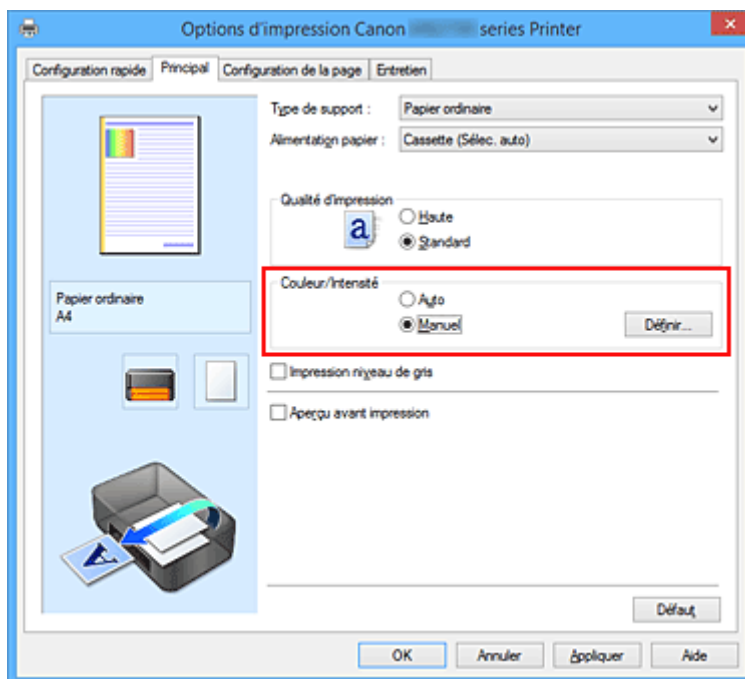 Options d'impression Canon series Printer
Configuration rapide Principal Configuration de la page Entretien
Type de support : Papier ordinaire
Alimentation papier : Cassette (Sélec. auto)
Qualité d'impression
a
Haute
Standard
Couleur/Intensité
Auto
Manuel Définir...
Papier ordinaire
A4
Impression niveau de gris
Aperçu avant impression
A
Défaut
OK Annuler Appliquer Aide